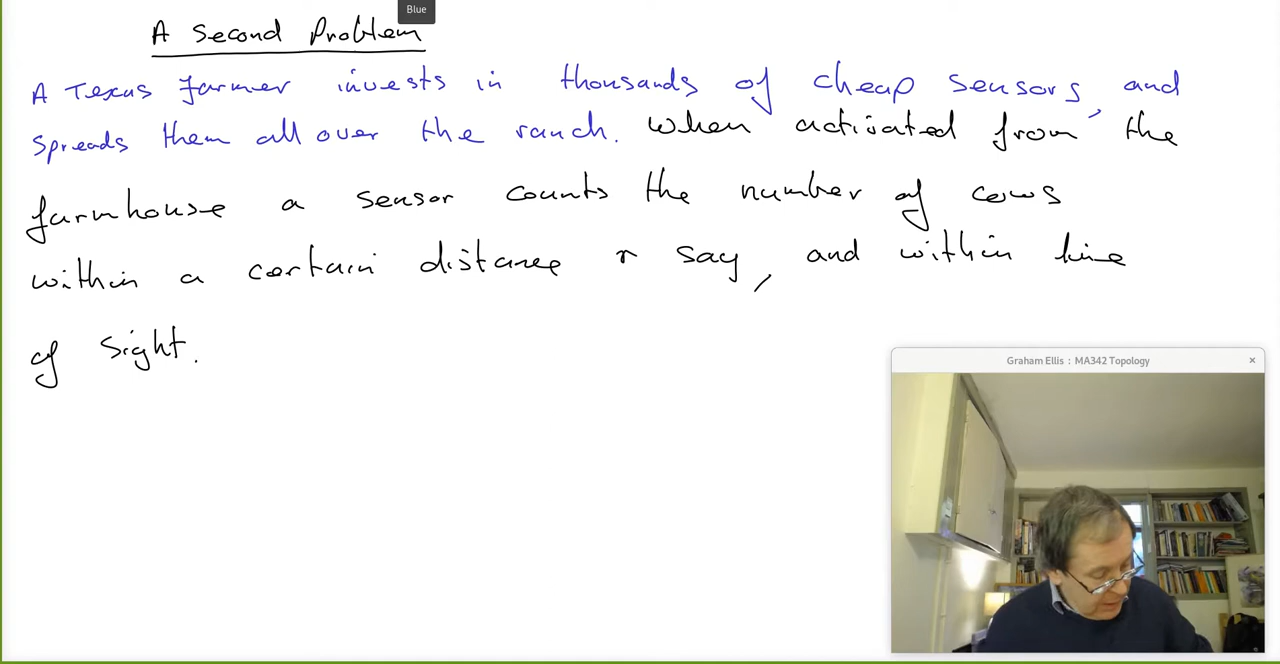 Blue
A Second Problem
A Texas farmer invests in thousands of cheap sensors, and
spreads them all over the ranch. When activated from the
farmhouse a sensor counts the number of cows
within a certain distance r say, and within line
of sight.
Graham Ellis : MA342 Topology